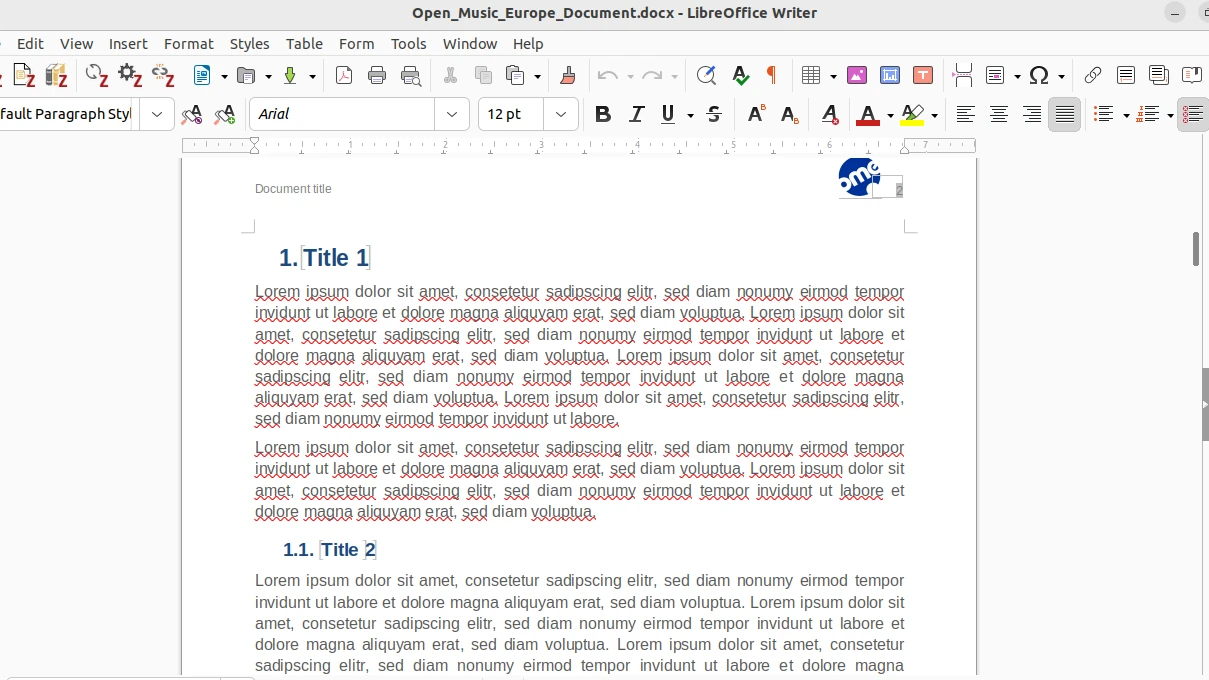 Open_Music_Europe_Document.docx - LibreOffice Writer
Edit View Insert Format Styles Table Form Tools Window Help
fault Paragraph Styl Arial 12 pt
1 2 3 4 5 6 7
Document title
ome
2
1. Title 1
Lorem ipsum dolor sit amet, consetetur sadipscing elitr, sed diam nonumy eirmod tempor
invidunt ut labore et dolore magna aliquyam erat, sed diam voluptua. Lorem ipsum dolor sit
amet, consetetur sadipscing elitr, sed diam nonumy eirmod tempor invidunt ut labore et
dolore magna aliquyam erat, sed diam voluptua. Lorem ipsum dolor sit amet, consetetur
sadipscing elitr, sed diam nonumy eirmod tempor invidunt ut labore et dolore magna
aliquyam erat, sed diam voluptua. Lorem ipsum dolor sit amet, consetetur sadipscing elitr,
sed diam nonumy eirmod tempor invidunt ut labore.
Lorem ipsum dolor sit amet, consetetur sadipscing elitr, sed diam nonumy eirmod tempor
invidunt ut labore et dolore magna aliquyam erat, sed diam voluptua. Lorem ipsum dolor sit
amet, consetetur sadipscing elitr, sed diam nonumy eirmod tempor invidunt ut labore et
dolore magna aliquyam erat, sed diam voluptua.
1.1. Title 2
Lorem ipsum dolor sit amet, consetetur sadipscing elitr, sed diam nonumy eirmod tempor
invidunt ut labore et dolore magna aliquyam erat, sed diam voluptua. Lorem ipsum dolor sit
amet, consetetur sadipscing elitr, sed diam nonumy eirmod tempor invidunt ut labore et
dolore magna aliquyam erat, sed diam voluptua. Lorem ipsum dolor sit amet, consetetur
sadipscing elitr, sed diam nonumy eirmod tempor invidunt ut labore et dolore magna